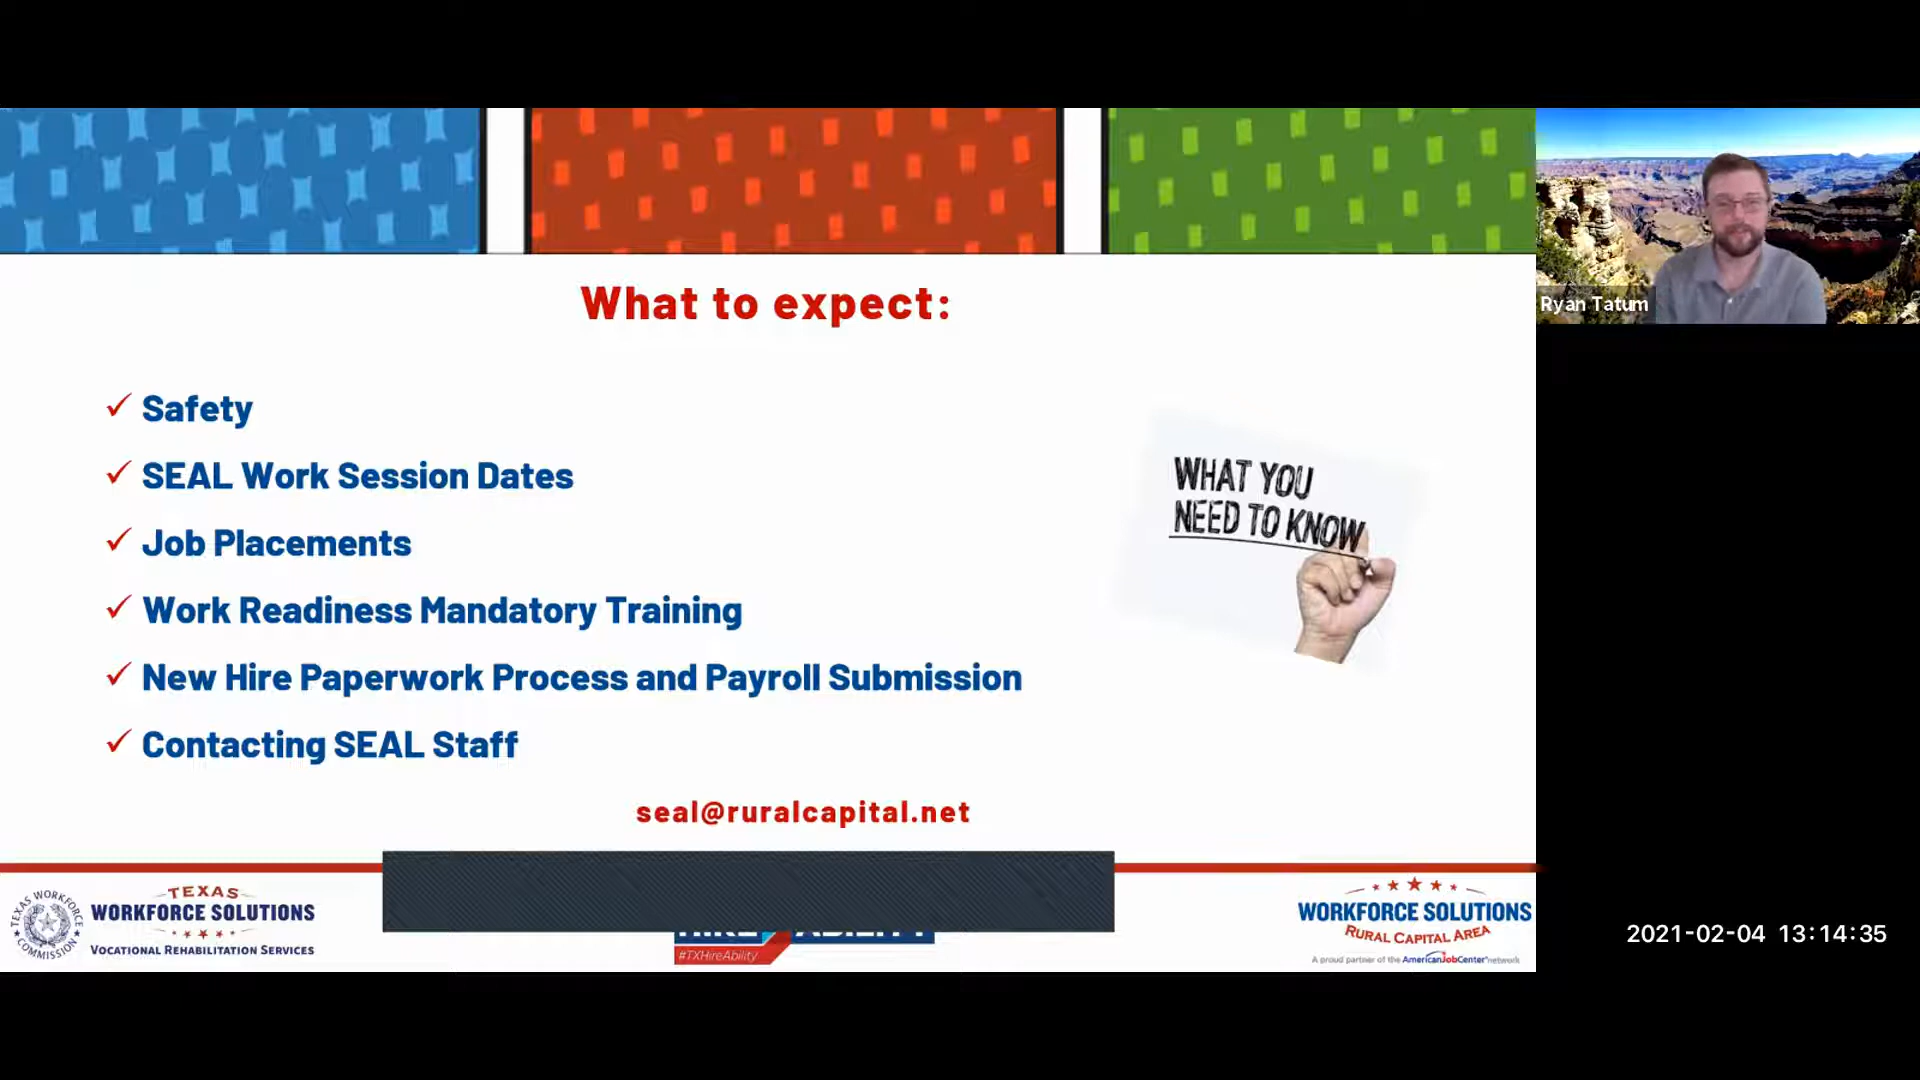 What to expect:
Ryan Tatum
✓ Safety
✓ SEAL Work Session Dates
✓ Job Placements
✓ Work Readiness Mandatory Training
✓ New Hire Paperwork Process and Payroll Submission
✓ Contacting SEAL Staff
WHAT YOU
NEED TO KNOW
seal@ruralcapital.net
TEXAS WORKFORCE COMMISSION
TEXAS
WORKFORCE SOLUTIONS
VOCATIONAL REHABILITATION SERVICES
#TXHireAbility
WORKFORCE SOLUTIONS
RURAL CAPITAL AREA
A proud partner of the AmericanJobCenter network
2021-02-04 13:14:35